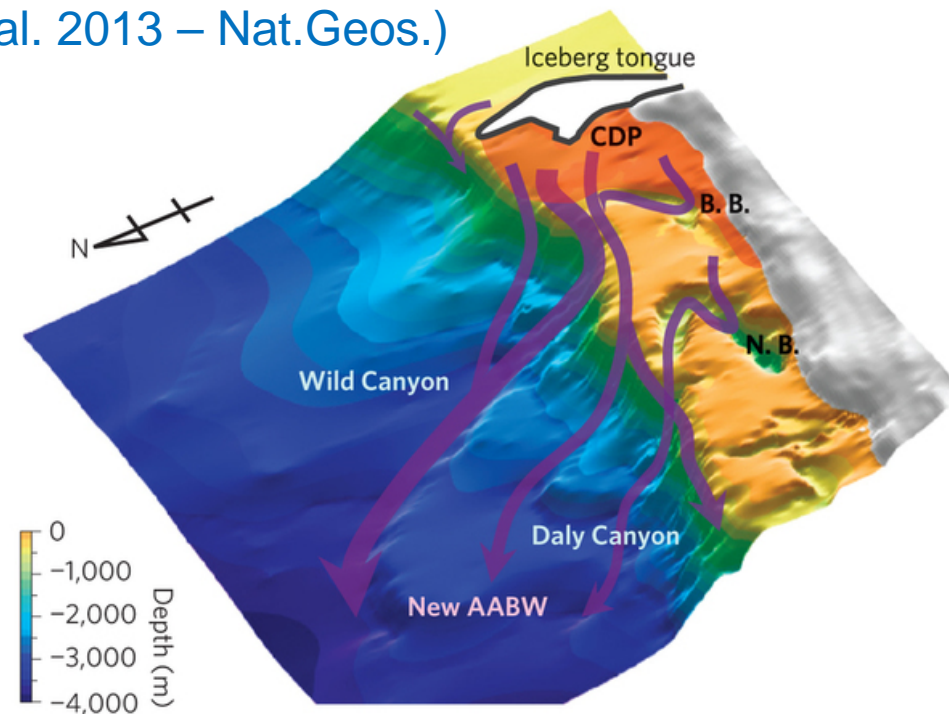 al. 2013 – Nat.Geos.)
Iceberg tongue
CDP
B. B.
N
N. B.
Wild Canyon
Daly Canyon
New AABW
0
−1,000
−2,000
−3,000
−4,000
Depth (m)